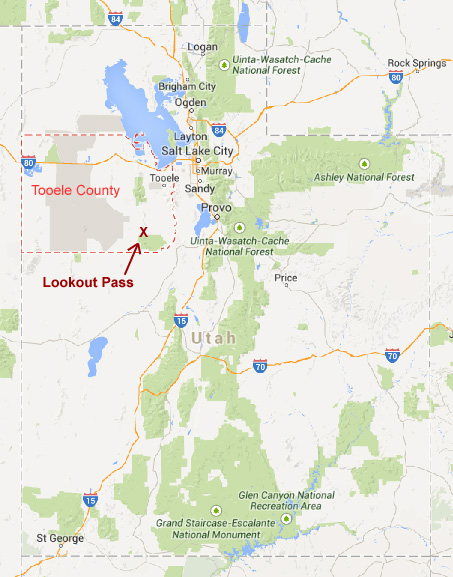 84
Logan
Uinta-Wasatch-Cache
National Forest
Rock Springs
80
Brigham City
Ogden
Layton
84
Salt Lake City
80
Murray
Tooele
Ashley National Forest
Tooele County
Sandy
Provo
X
Uinta-Wasatch-Cache
National Forest
Lookout Pass
Price
15
Utah
70
70
15
Glen Canyon National
Recreation Area
Grand Staircase-Escalante
National Monument
St George